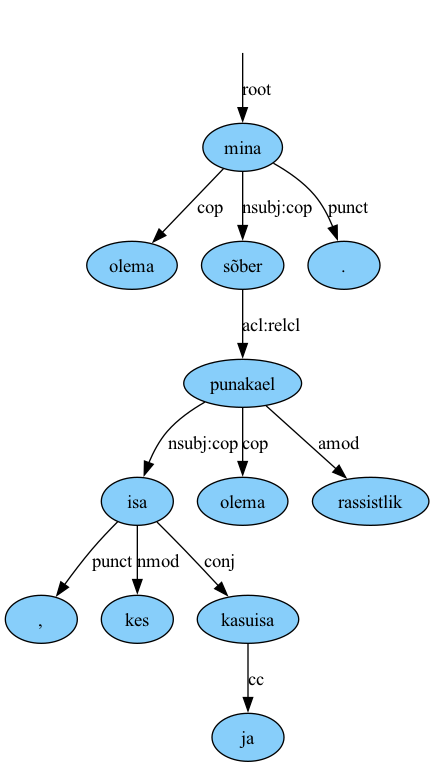 root
mina
cop nsubj:cop punct
olema sõber .
acl:relcl
punakael
nsubj:cop cop amod
isa olema rassistlik
punct nmod conj
, kes kasuisa
cc
ja